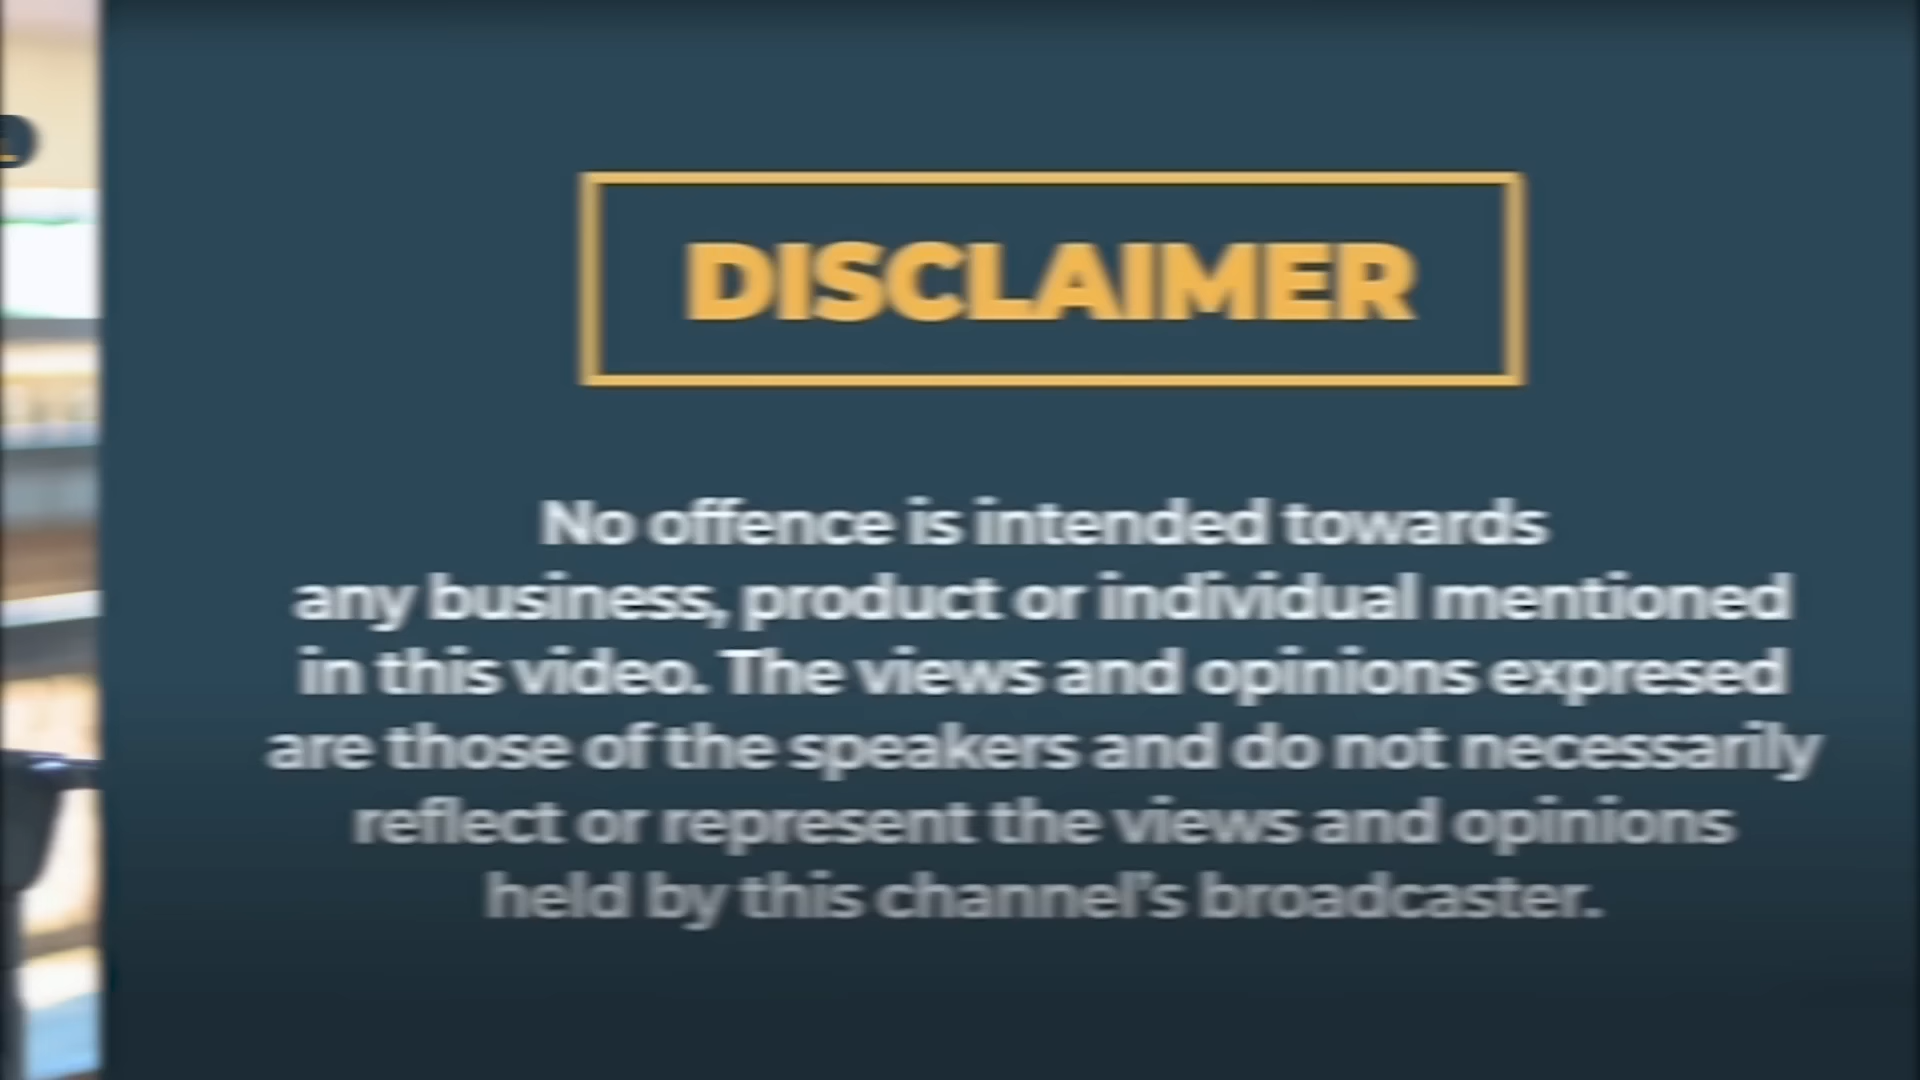 DISCLAIMER
No offence is intended towards
any business, product or individual mentioned
in this video. The views and opinions expresed
are those of the speakers and do not necessarily
reflect or represent the views and opinions
held by this channel's broadcaster.